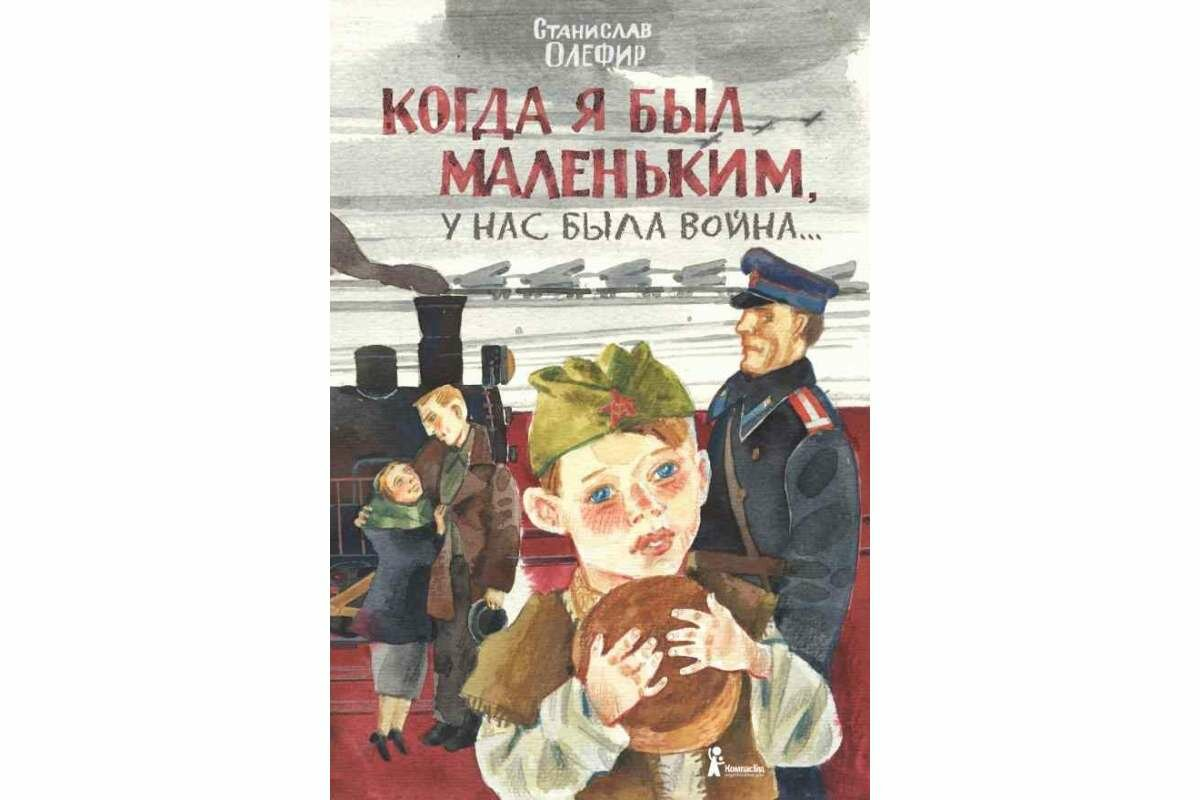 Станислав
Олефир
Когда я был
маленьким,
у нас была война...
КомпасГид